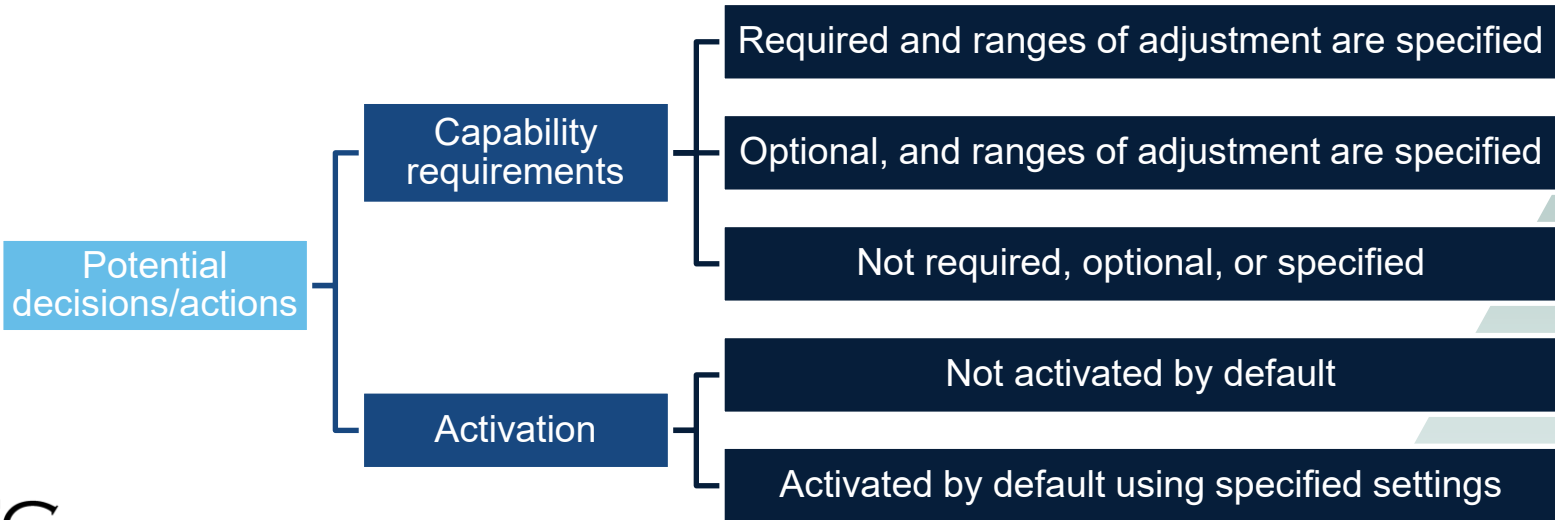 Required and ranges of adjustment are specified
Capability
requirements
Optional, and ranges of adjustment are specified
Not required, optional, or specified
Potential
decisions/actions
Not activated by default
Activation
Activated by default using specified settings